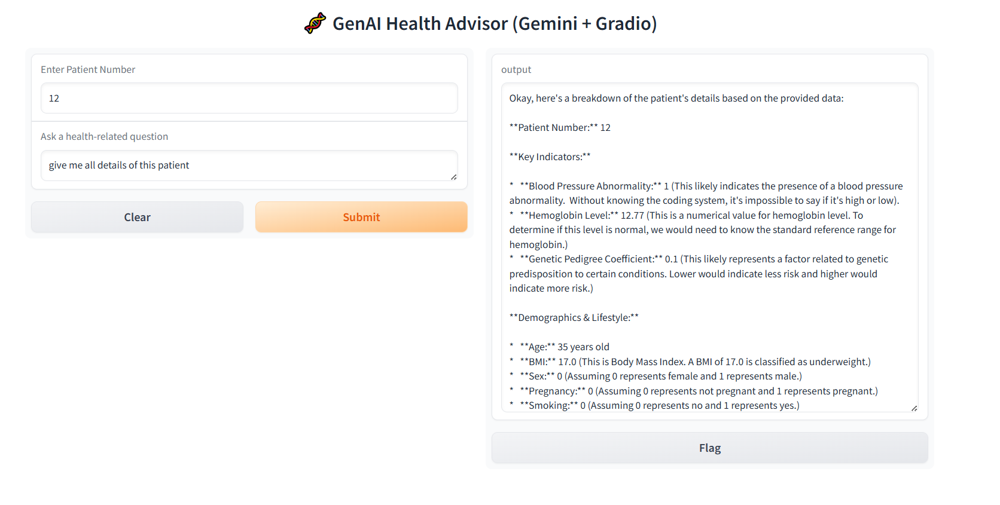 🧬 GenAI Health Advisor (Gemini + Gradio)
Enter Patient Number
12
Ask a health-related question
give me all details of this patient
Clear
Submit
output
Okay, here's a breakdown of the patient's details based on the provided data:
**Patient Number:** 12
**Key Indicators:**
*   **Blood Pressure Abnormality:** 1 (This likely indicates the presence of a blood pressure
abnormality.  Without knowing the coding system, it's impossible to say if it's high or low).
*   **Hemoglobin Level:** 12.77 (This is a numerical value for hemoglobin level. To
determine if this level is normal, we would need to know the standard reference range for
hemoglobin.)
*   **Genetic Pedigree Coefficient:** 0.1 (This likely represents a factor related to genetic
predisposition to certain conditions. Lower would indicate less risk and higher would
indicate more risk.)
**Demographics & Lifestyle:**
*   **Age:** 35 years old
*   **BMI:** 17.0 (This is Body Mass Index. A BMI of 17.0 is classified as underweight.)
*   **Sex:** 0 (Assuming 0 represents female and 1 represents male.)
*   **Pregnancy:** 0 (Assuming 0 represents not pregnant and 1 represents pregnant.)
*   **Smoking:** 0 (Assuming 0 represents no and 1 represents yes.)
Flag